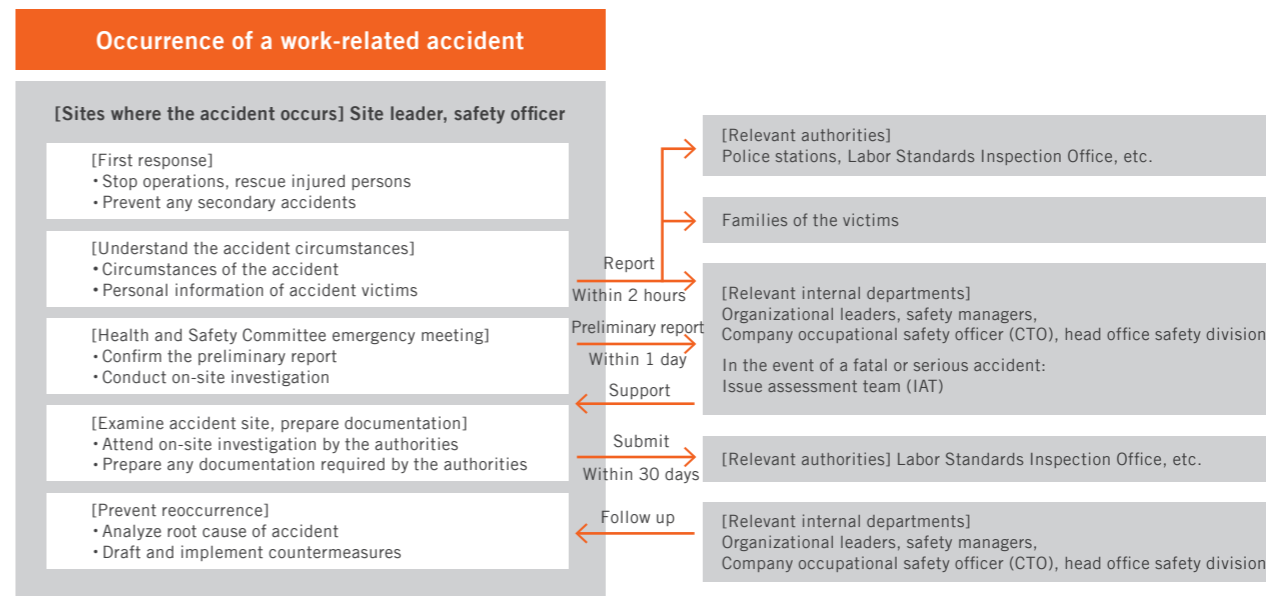 Occurrence of a work-related accident
[Sites where the accident occurs] Site leader, safety officer
[First response]
・Stop operations, rescue injured persons
・Prevent any secondary accidents
[Understand the accident circumstances]
・Circumstances of the accident
・Personal information of accident victims
[Health and Safety Committee emergency meeting]
・Confirm the preliminary report
・Conduct on-site investigation
[Examine accident site, prepare documentation]
・Attend on-site investigation by the authorities
・Prepare any documentation required by the authorities
[Prevent reoccurrence]
・Analyze root cause of accident
・Draft and implement countermeasures
Report
Within 2 hours
Preliminary report
Within 1 day
Support
Submit
Within 30 days
Follow up
[Relevant authorities]
Police stations, Labor Standards Inspection Office, etc.
Families of the victims
[Relevant internal departments]
Organizational leaders, safety managers,
Company occupational safety officer (CTO), head office safety division
In the event of a fatal or serious accident:
Issue assessment team (IAT)
[Relevant authorities] Labor Standards Inspection Office, etc.
[Relevant internal departments]
Organizational leaders, safety managers,
Company occupational safety officer (CTO), head office safety division